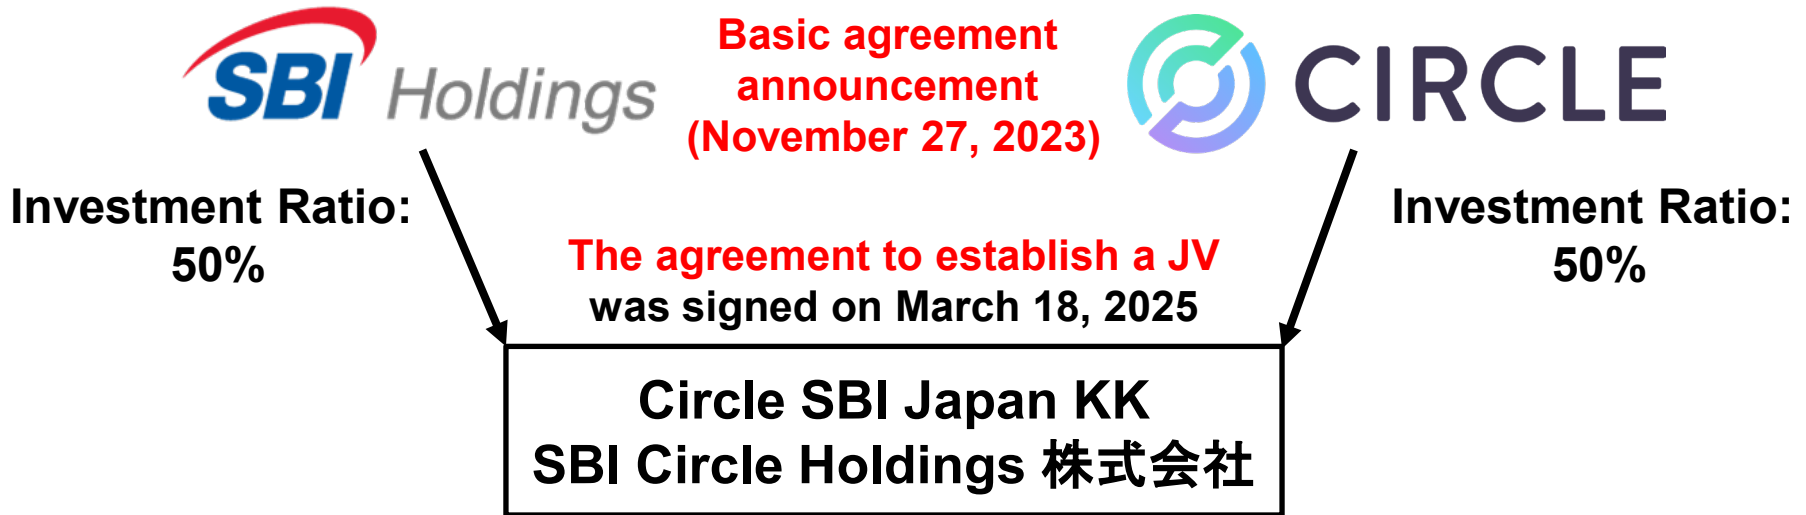 SBI Holdings
Basic agreement
announcement
(November 27, 2023)
CIRCLE
Investment Ratio:
50%
Investment Ratio:
50%
The agreement to establish a JV
was signed on March 18, 2025
Circle SBI Japan KK
SBI Circle Holdings 株式会社